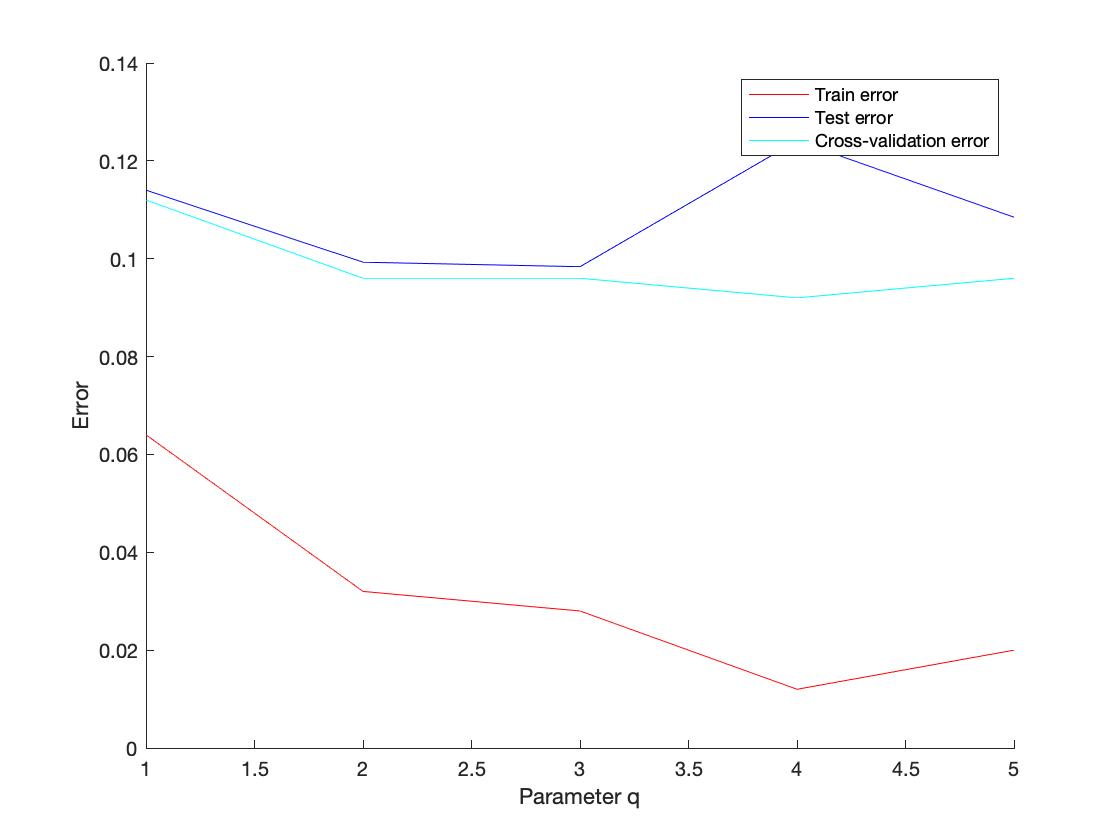 0.14
0.12
0.1
0.08
0.06
0.04
0.02
0
Error
Train error
Test error
Cross-validation error
1 1.5 2 2.5 3 3.5 4 4.5 5
Parameter q